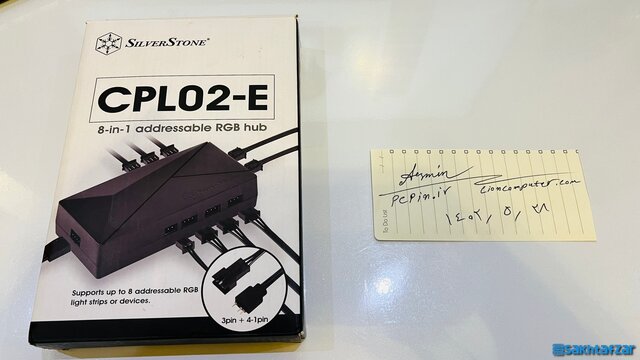 SILVERSTONE®
CPL02-E
8-in-1 addressable RGB hub
SILVERSTONE
Supports up to 8 addressable RGB
light strips or devices.
3pin + 4-1pin
To Do List
Armin
PCPin.ir
Lioncomputer.com
۱۴۰۲, ۵, ۲۸
@sakhtafzar